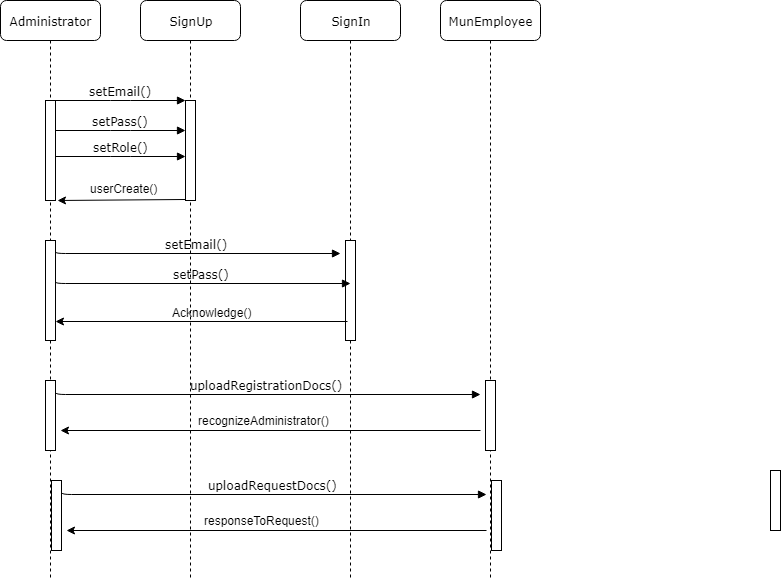 Administrator
SignUp
SignIn
MunEmployee
setEmail()
setPass()
setRole()
userCreate()
setEmail()
setPass()
Acknowledge()
uploadRegistrationDocs()
recognizeAdministrator()
uploadRequestDocs()
responseToRequest()